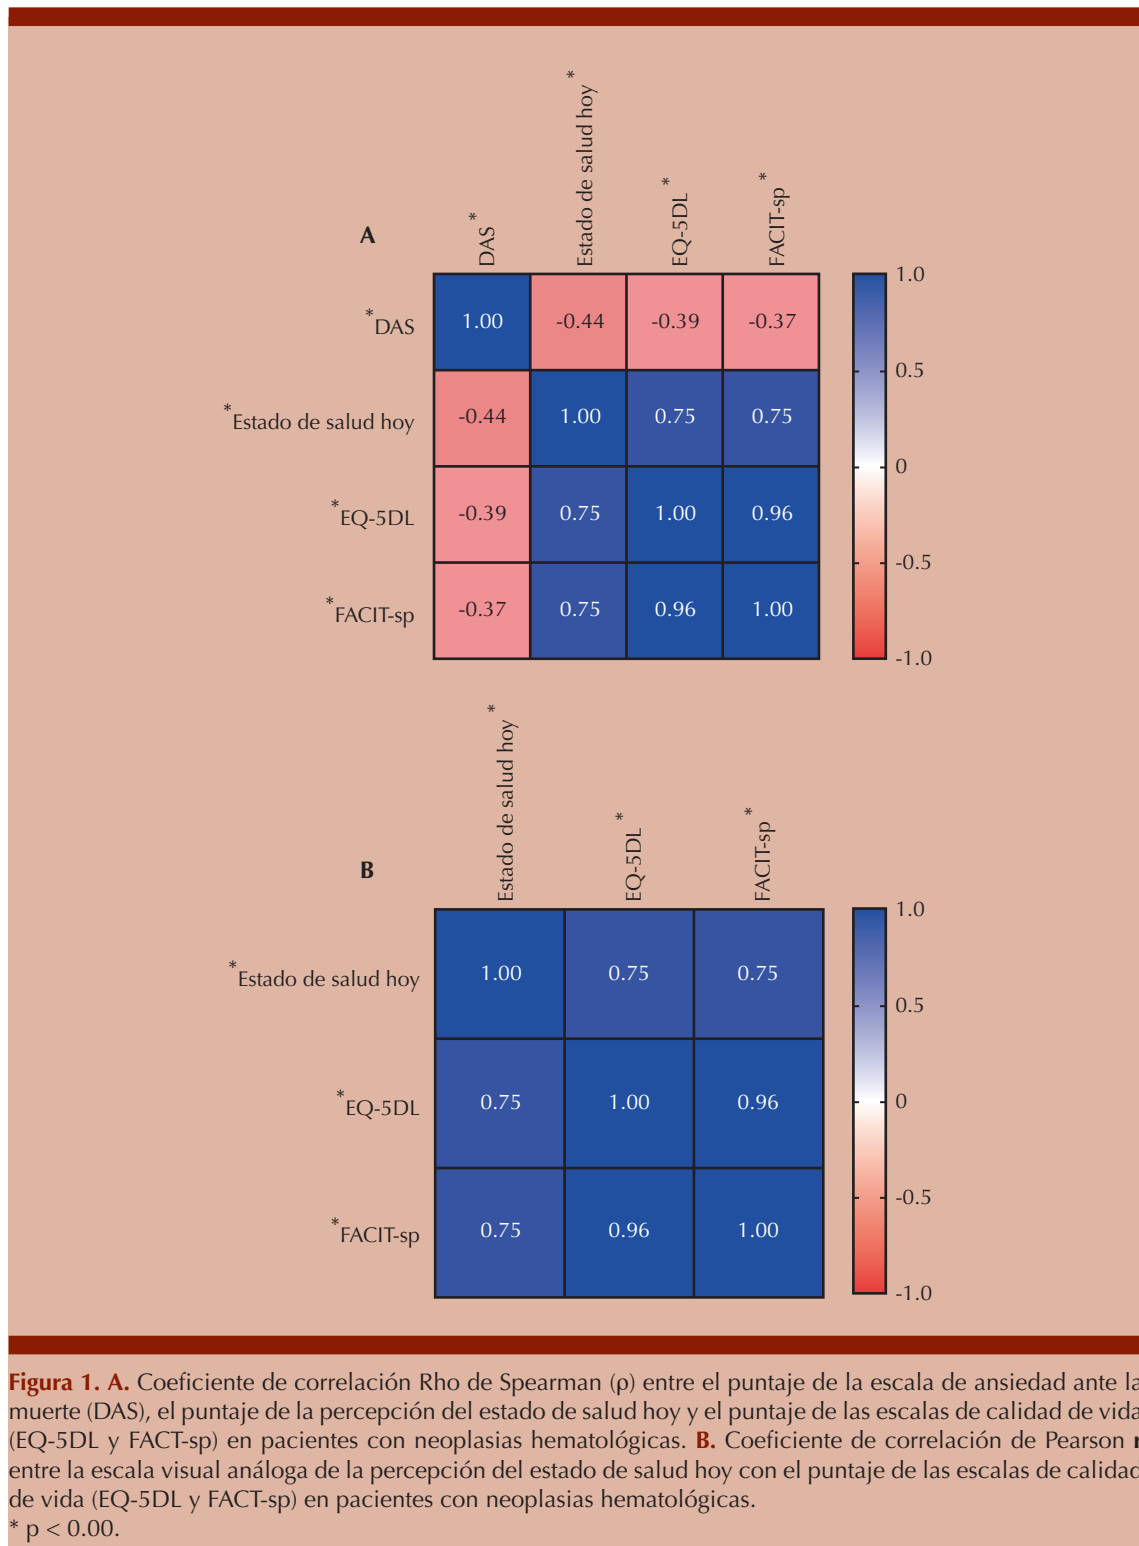 A
DAS*
Estado de salud hoy*
EQ-5DL*
FACIT-sp*
*DAS 1.00 -0.44 -0.39 -0.37
*Estado de salud hoy -0.44 1.00 0.75 0.75
*EQ-5DL -0.39 0.75 1.00 0.96
*FACIT-sp -0.37 0.75 0.96 1.00
1.0
0.5
0
-0.5
-1.0
B
Estado de salud hoy*
EQ-5DL*
FACIT-sp*
*Estado de salud hoy 1.00 0.75 0.75
*EQ-5DL 0.75 1.00 0.96
*FACIT-sp 0.75 0.96 1.00
1.0
0.5
0
-0.5
-1.0
Figura 1. A. Coeficiente de correlación Rho de Spearman (ρ) entre el puntaje de la escala de ansiedad ante la
muerte (DAS), el puntaje de la percepción del estado de salud hoy y el puntaje de las escalas de calidad de vida
(EQ-5DL y FACT-sp) en pacientes con neoplasias hematológicas. B. Coeficiente de correlación de Pearson r
entre la escala visual análoga de la percepción del estado de salud hoy con el puntaje de las escalas de calidad
de vida (EQ-5DL y FACT-sp) en pacientes con neoplasias hematológicas.
* p < 0.00.